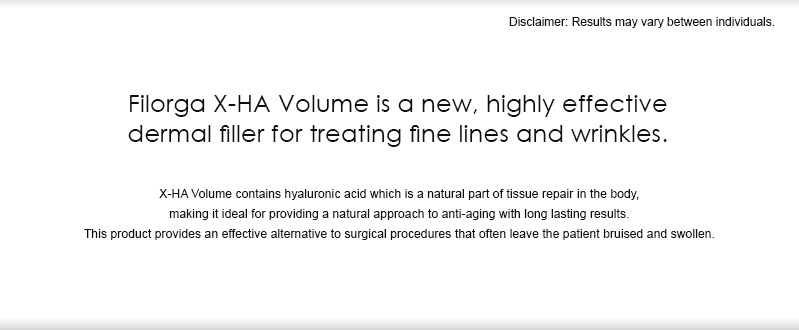 Disclaimer: Results may vary between individuals.
Filorga X-HA Volume is a new, highly effective
dermal filler for treating fine lines and wrinkles.
X-HA Volume contains hyaluronic acid which is a natural part of tissue repair in the body,
making it ideal for providing a natural approach to anti-aging with long lasting results.
This product provides an effective alternative to surgical procedures that often leave the patient bruised and swollen.